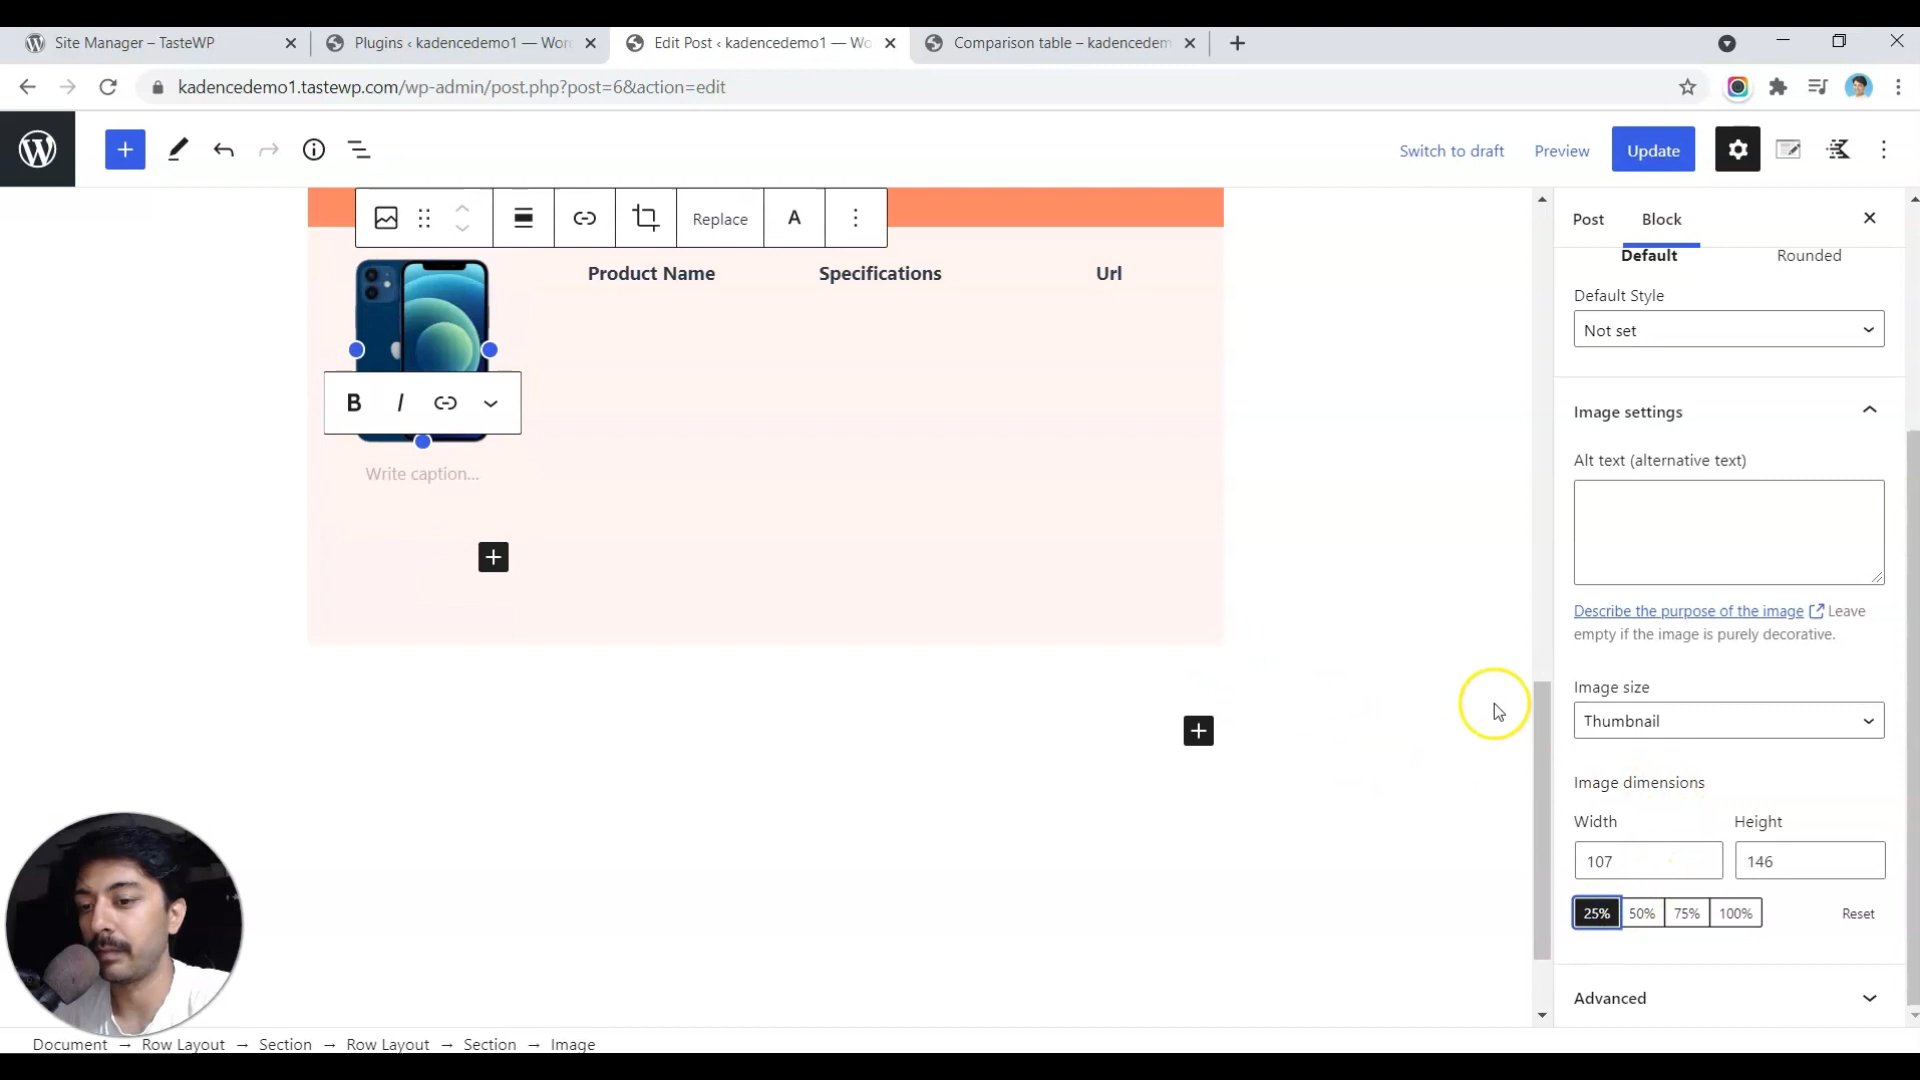 Site Manager – TasteWP
Plugins ‹ kadencedemo1 — Word
Edit Post ‹ kadencedemo1 — Wo
Comparison table – kadencedem
kadencedemo1.tastewp.com/wp-admin/post.php?post=6&action=edit
Switch to draft
Preview
Update
Replace
A
Post
Block
Default
Rounded
Product Name
Specifications
Url
Default Style
Not set
B
I
Write caption...
Image settings
Alt text (alternative text)
Describe the purpose of the image Leave
empty if the image is purely decorative.
Image size
Thumbnail
Image dimensions
Width
Height
107
146
25%
50%
75%
100%
Reset
Advanced
Document → Row Layout → Section → Row Layout → Section → Image